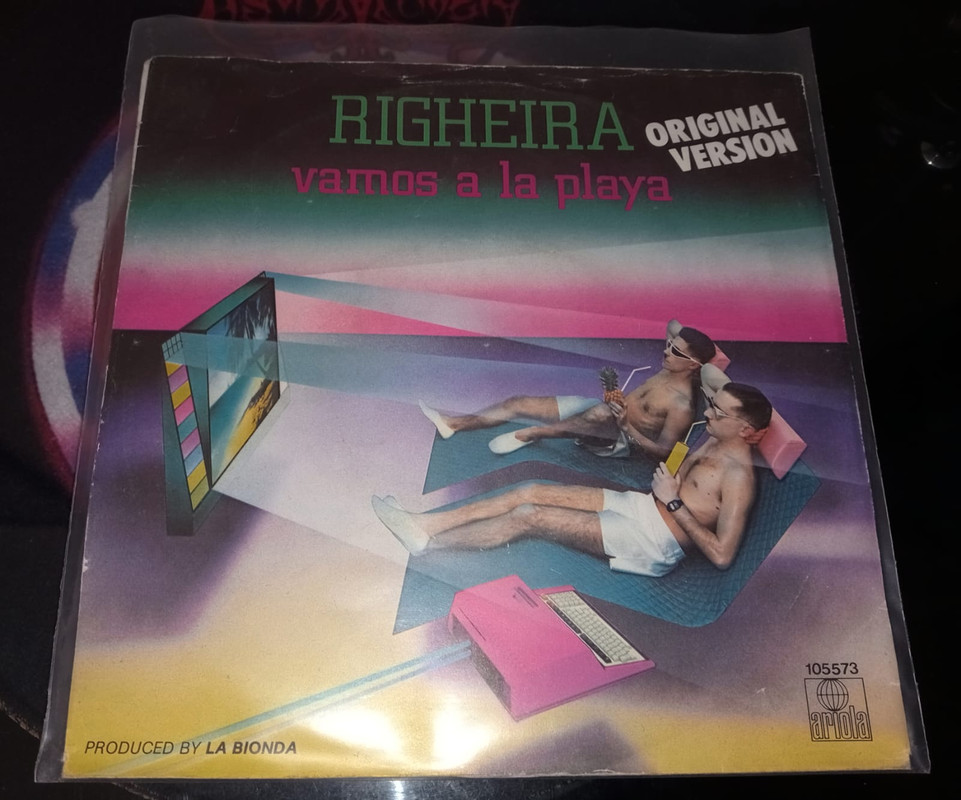 RIGHEIRA
ORIGINAL
VERSION
vamos a la playa
105573
ariola
PRODUCED BY LA BIONDA